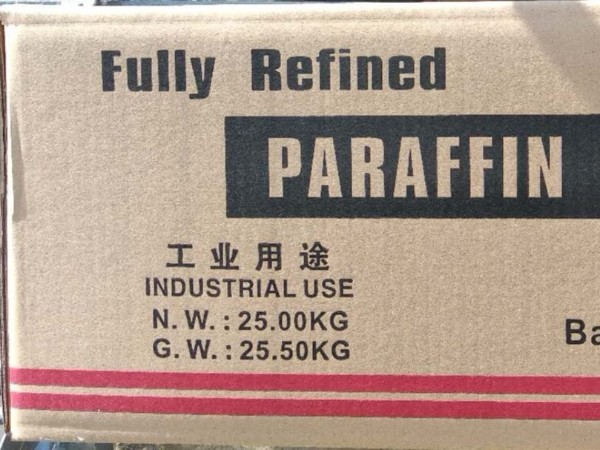 Fully Refined
PARAFFIN
工业用途
INDUSTRIAL USE
N. W. : 25.00KG
G. W. : 25.50KG